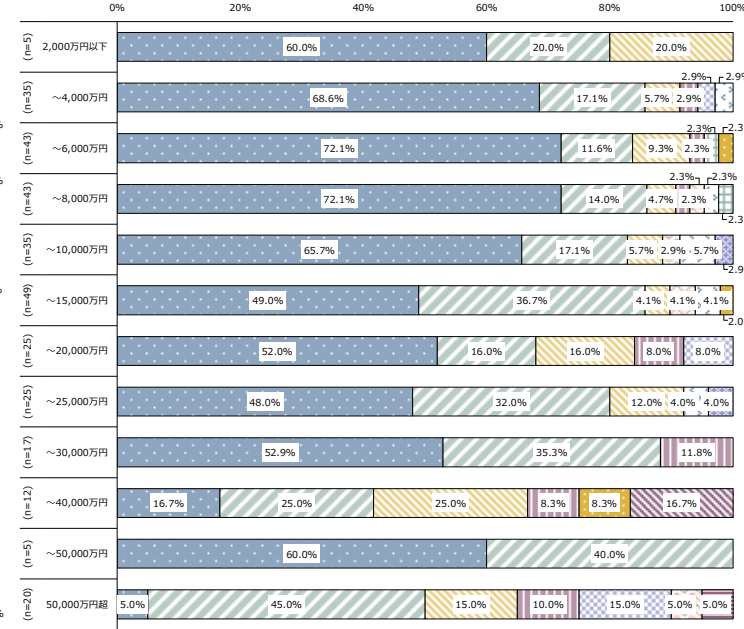 0% 20% 40% 60% 80% 100%
(n=5) 2,000万円以下 60.0% 20.0% 20.0%
2.9% 2.9%
(n=35) ～4,000万円 68.6% 17.1% 5.7% 2.9%
2.3% 2.3
(n=43) ～6,000万円 72.1% 11.6% 9.3% 2.3%
2.3% 2.3%
(n=43) ～8,000万円 72.1% 14.0% 4.7% 2.3%
2.3
(n=35) ～10,000万円 65.7% 17.1% 5.7% 2.9% 5.7%
2.9
(n=49) ～15,000万円 49.0% 36.7% 4.1% 4.1% 4.1%
2.0
(n=25) ～20,000万円 52.0% 16.0% 16.0% 8.0% 8.0%
(n=25) ～25,000万円 48.0% 32.0% 12.0% 4.0% 4.0%
(n=17) ～30,000万円 52.9% 35.3% 11.8%
(n=12) ～40,000万円 16.7% 25.0% 25.0% 8.3% 8.3% 16.7%
(n=5) ～50,000万円 60.0% 40.0%
(n=20) 50,000万円超 5.0% 45.0% 15.0% 10.0% 15.0% 5.0% 5.0%